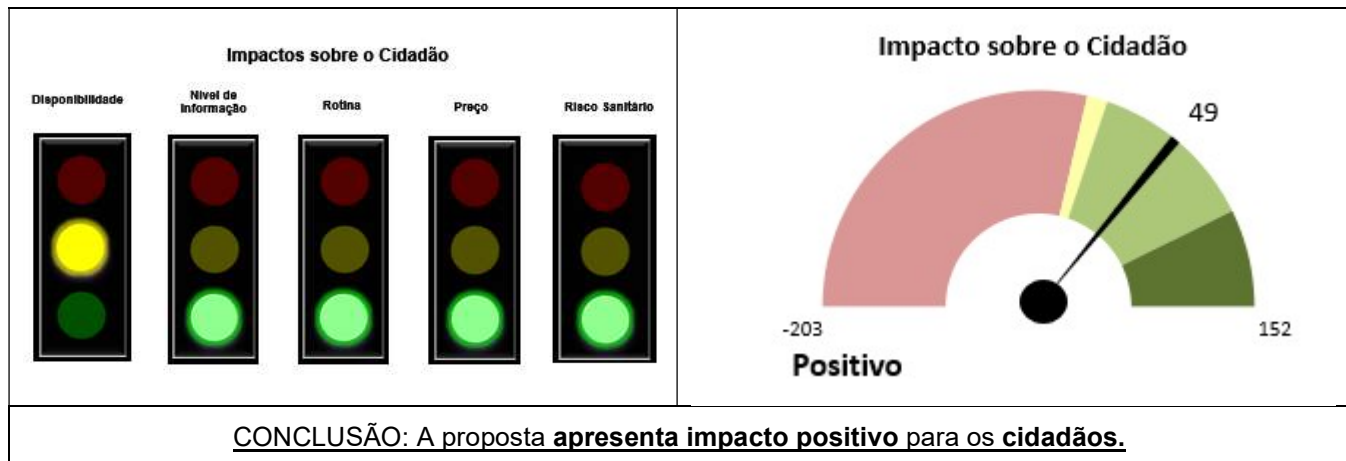 Impactos sobre o Cidadão
Disponibilidade
Nível de
Informação
Rotina
Preço
Risco Sanitário
Impacto sobre o Cidadão
49
-203
152
Positivo
CONCLUSÃO: A proposta apresenta impacto positivo para os cidadãos.